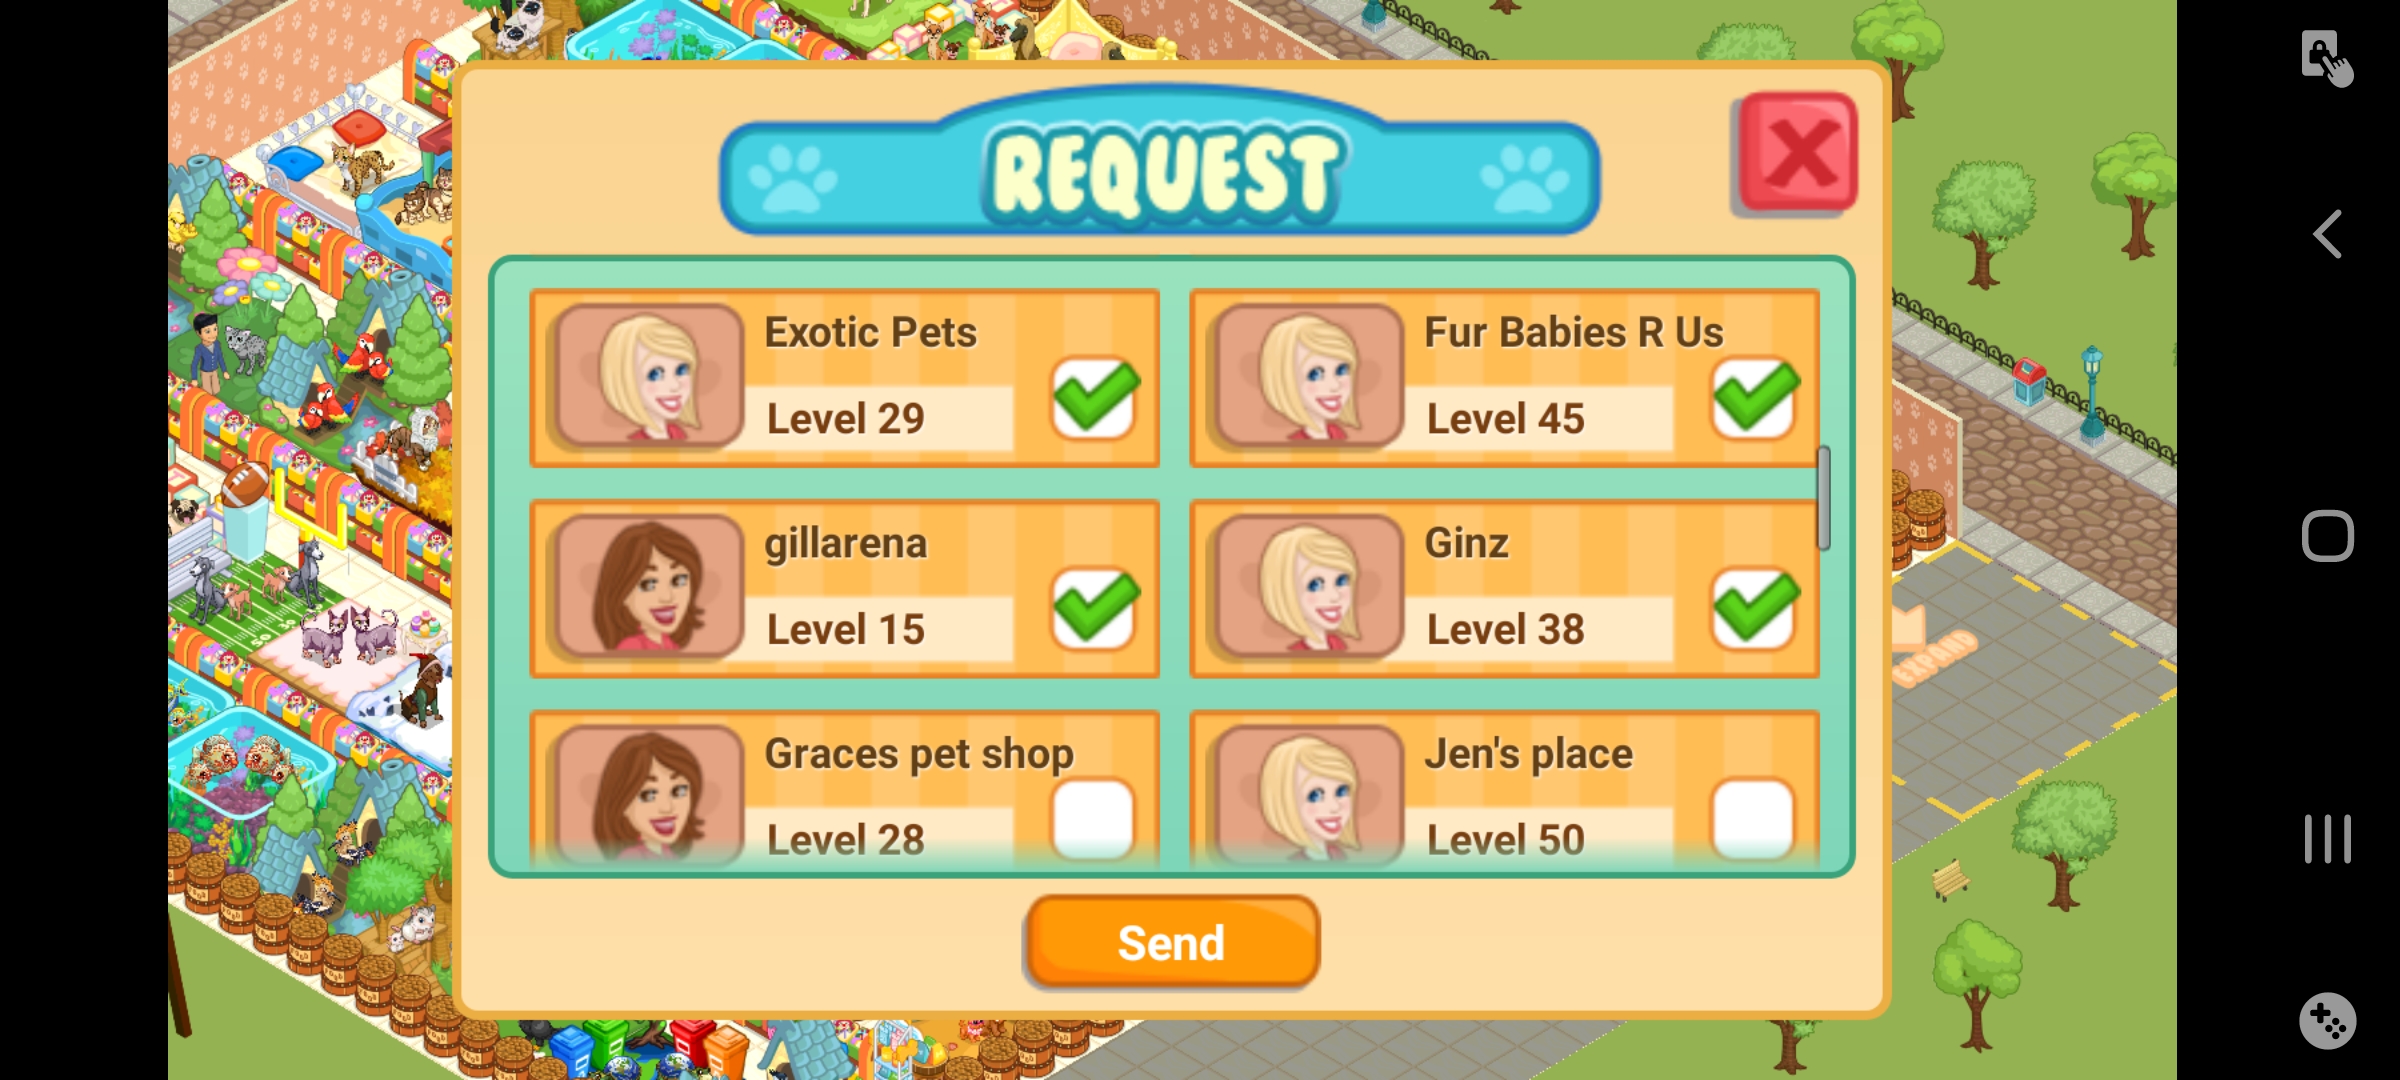 REQUEST
Exotic Pets
Level 29
Fur Babies R Us
Level 45
gillarena
Level 15
Ginz
Level 38
Graces pet shop
Level 28
Jen's place
Level 50
Send
EXPAND